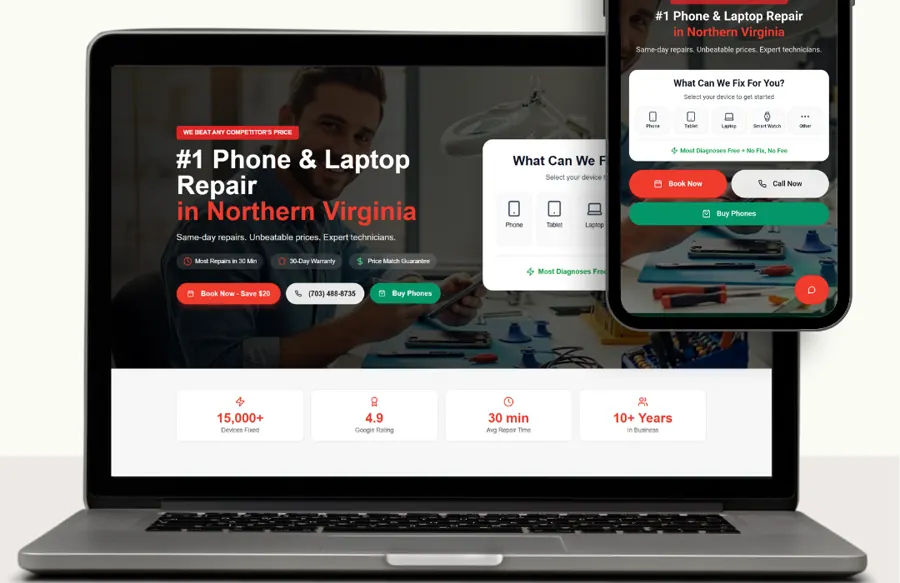 WE BEAT ANY COMPETITOR'S PRICE
#1 Phone & Laptop
Repair
in Northern Virginia
Same-day repairs. Unbeatable prices. Expert technicians.
Most Repairs in 30 Min
30-Day Warranty
Price Match Guarantee
Book Now - Save $20
(703) 488-8735
Buy Phones
What Can We F
Select your device t
Phone
Tablet
Laptop
Most Diagnoses Free
15,000+
Devices Fixed
4.9
Google Rating
30 min
Avg Repair Time
10+ Years
in Business
#1 Phone & Laptop Repair
in Northern Virginia
Same-day repairs. Unbeatable prices. Expert technicians.
What Can We Fix For You?
Select your device to get started
Phone
Tablet
Laptop
Smart Watch
Other
Most Diagnoses Free • No Fix, No Fee
Book Now
Call Now
Buy Phones